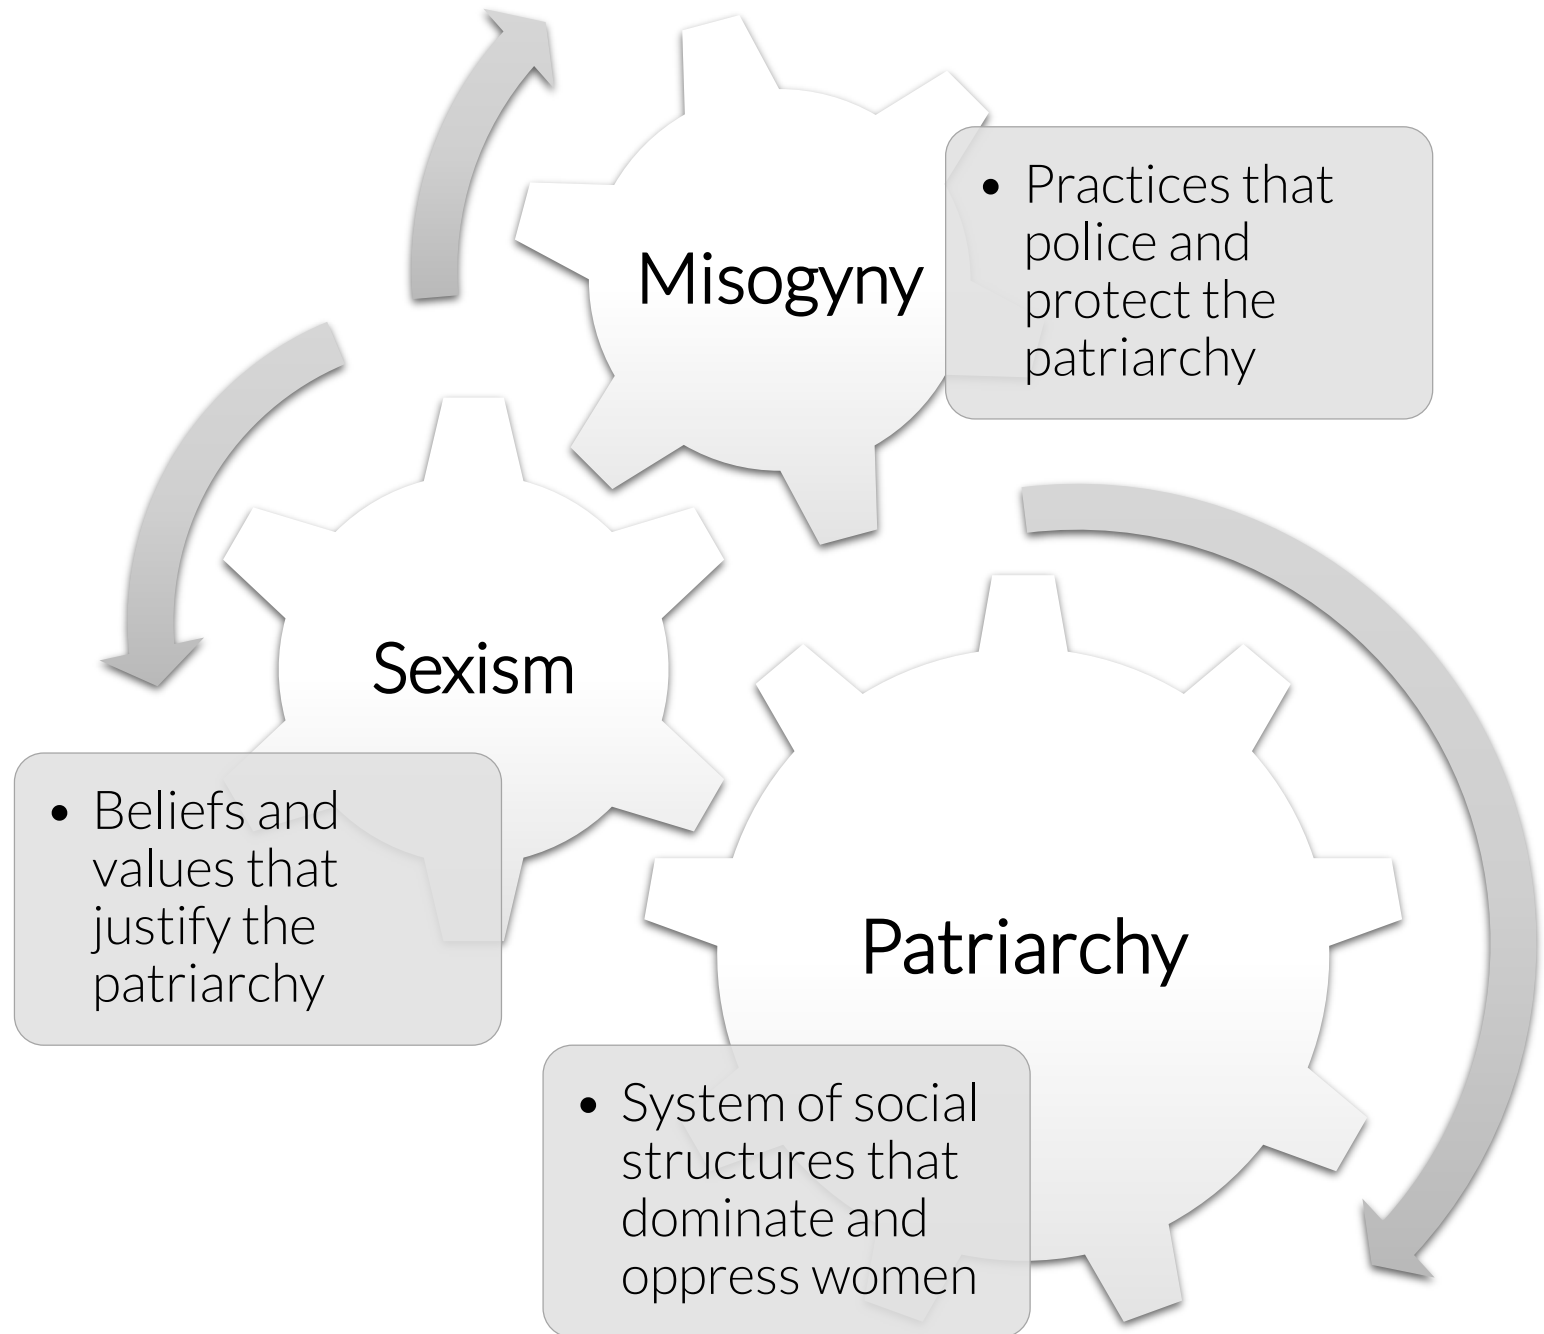 Misogyny
• Practices that
police and
protect the
patriarchy
Sexism
• Beliefs and
values that
justify the
patriarchy
Patriarchy
• System of social
structures that
dominate and
oppress women